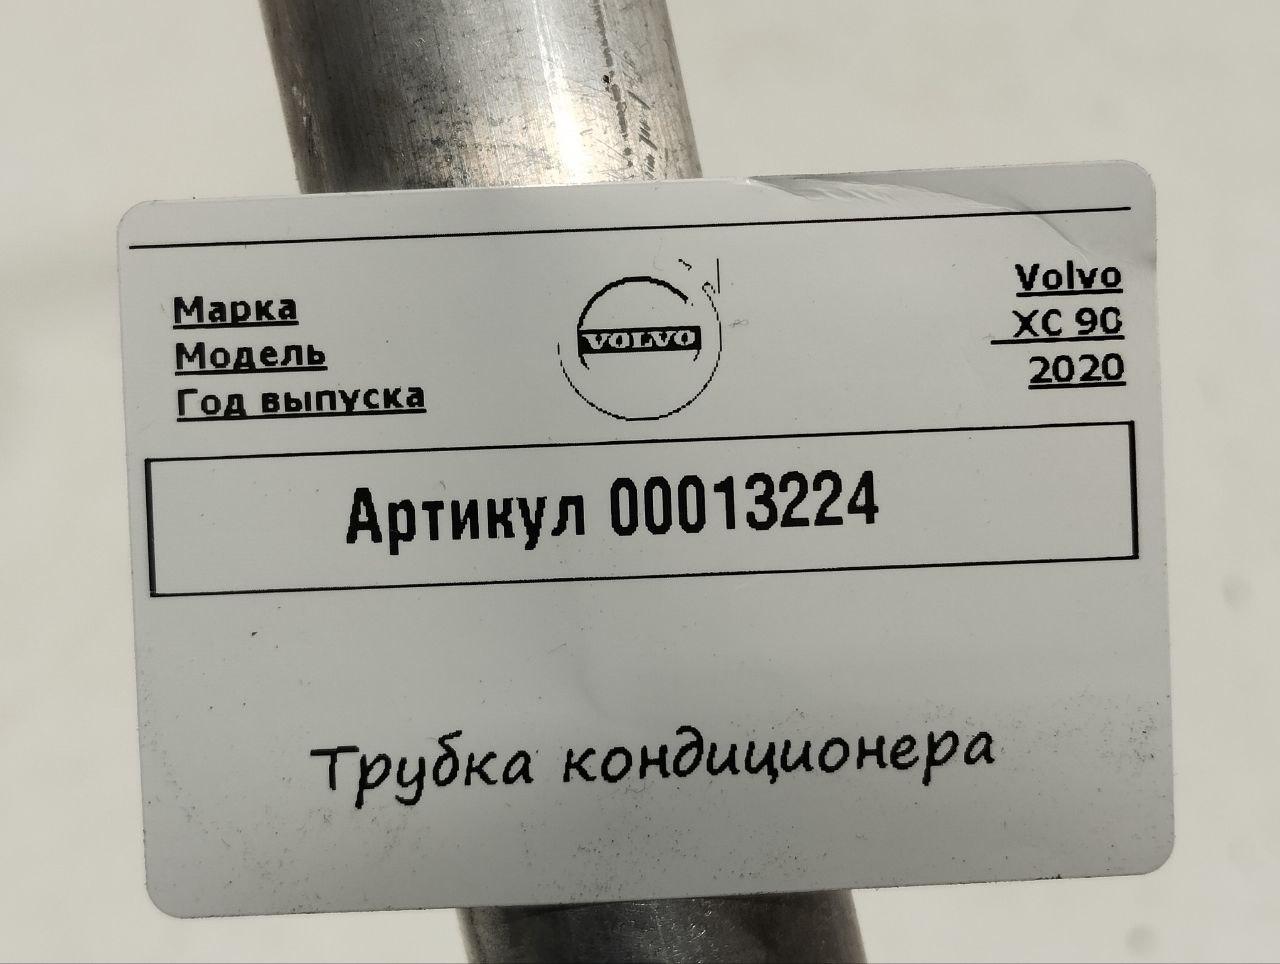 Марка
Модель
Год выпуска
VOLVO
Volvo
XC 90
2020
Артикул 00013224
Трубка кондиционера